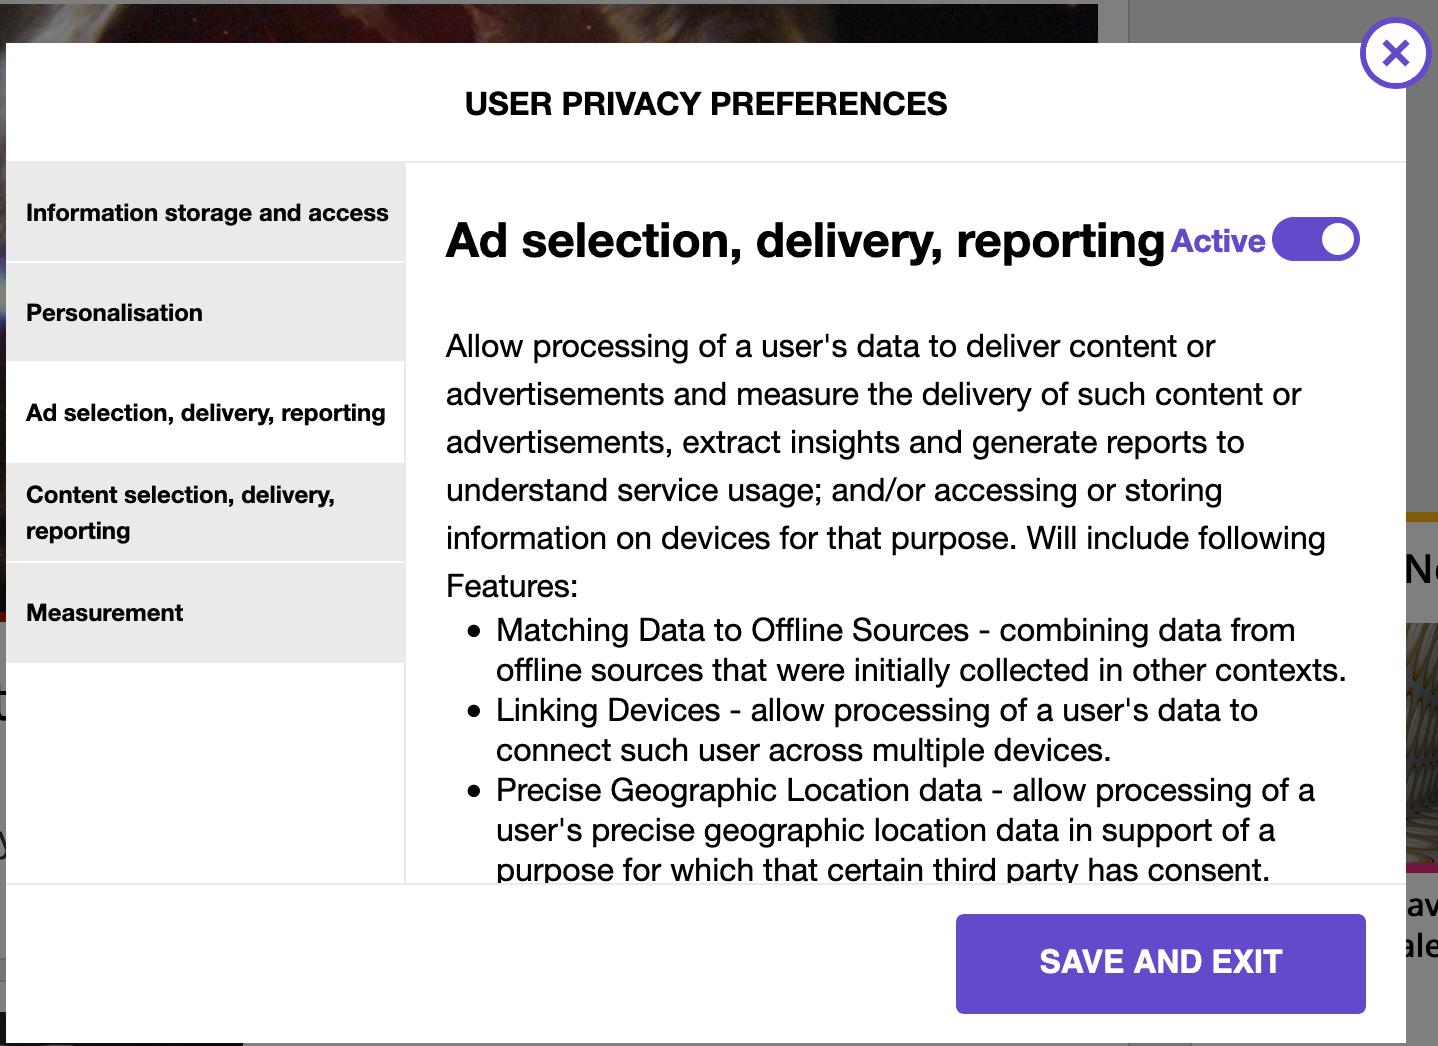 USER PRIVACY PREFERENCES
Information storage and access
Personalisation
Ad selection, delivery, reporting
Content selection, delivery,
reporting
Measurement
Ad selection, delivery, reporting Active
Allow processing of a user's data to deliver content or
advertisements and measure the delivery of such content or
advertisements, extract insights and generate reports to
understand service usage; and/or accessing or storing
information on devices for that purpose. Will include following
Features:
• Matching Data to Offline Sources - combining data from
offline sources that were initially collected in other contexts.
• Linking Devices - allow processing of a user's data to
connect such user across multiple devices.
• Precise Geographic Location data - allow processing of a
user's precise geographic location data in support of a
purpose for which that certain third party has consent.
SAVE AND EXIT